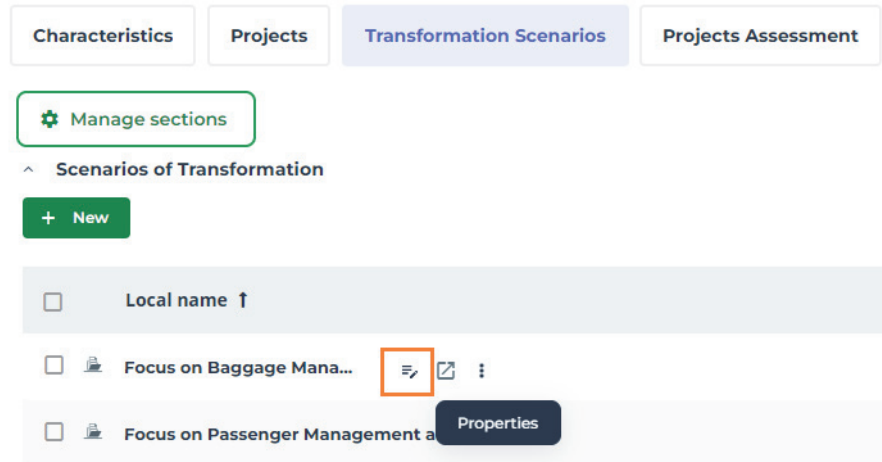 Characteristics Projects Transformation Scenarios Projects Assessment
Manage sections
Scenarios of Transformation
+ New
Local name ↑
Focus on Baggage Mana...
Properties
Focus on Passenger Management a